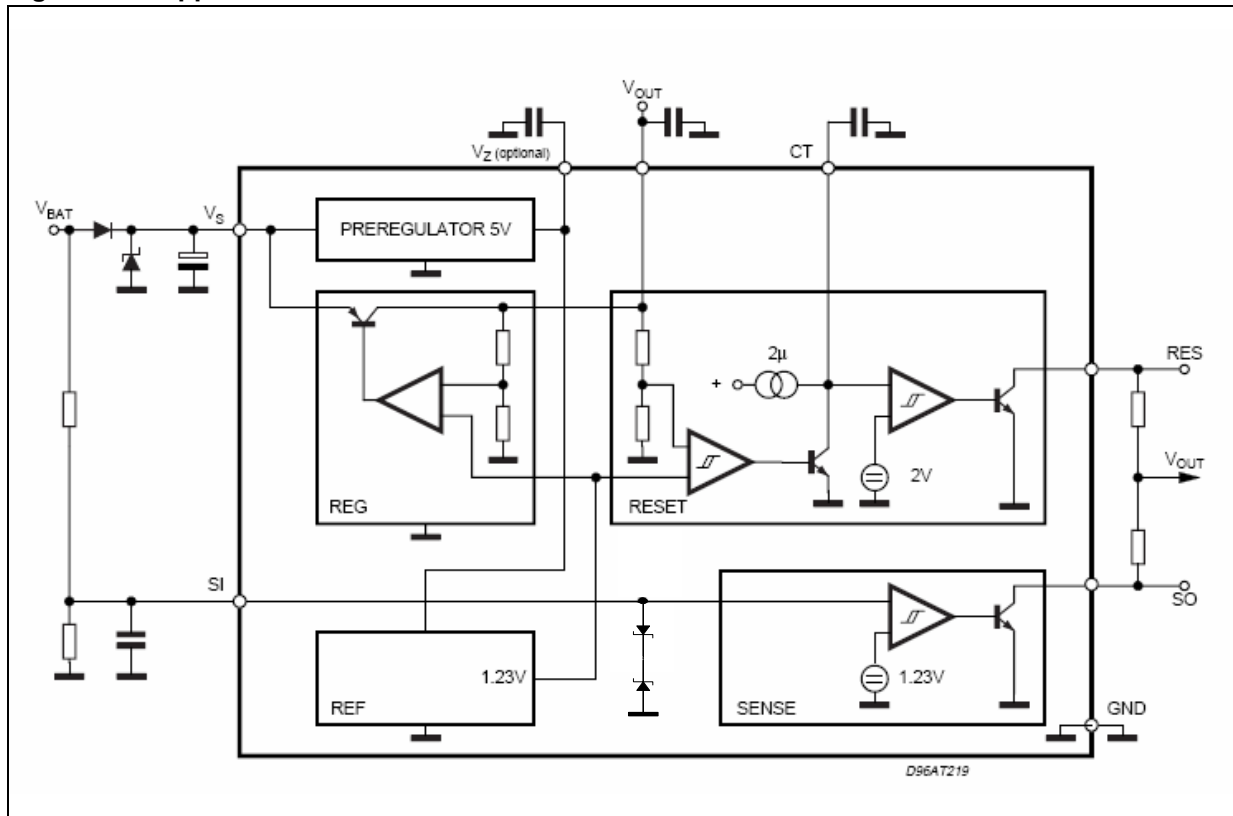 VOUT
VZ (optional)
CT
VBAT
VS
PREREGULATOR 5V
2µ
+
RES
VOUT
2V
REG
RESET
SI
SO
1.23V
1.23V
REF
SENSE
GND
D96AT219